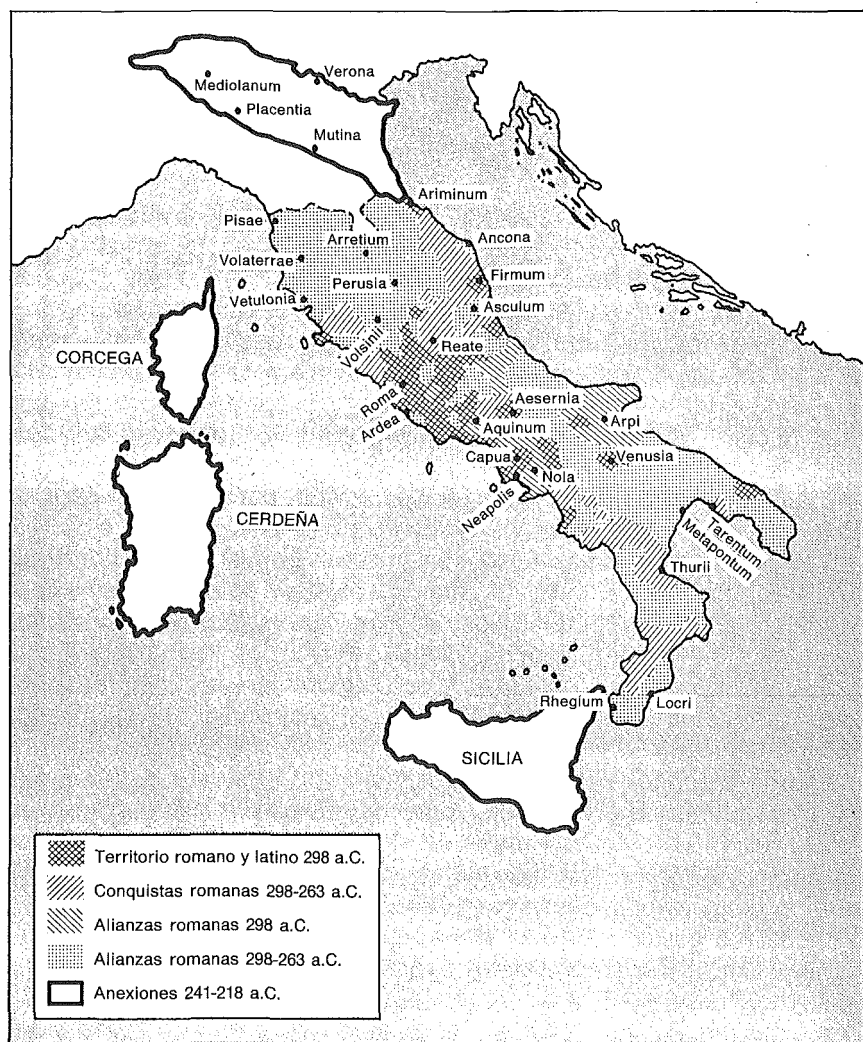 Verona
Mediolanum
Placentia
Mutina
Ariminum
Pisae
Arretium
Ancona
Volaterrae
Firmum
Perusia
Vetulonia
Asculum
Volsinii
Reate
CORCEGA
Roma
Ardea
Aesernia
Aquinum
Arpi
Capua
Venusia
Nola
Neapolis
CERDEÑA
Tarentum
Metapontum
Thurii
Rhegium
Locri
SICILIA
Territorio romano y latino 298 a.C.
Conquistas romanas 298-263 a.C.
Alianzas romanas 298 a.C.
Alianzas romanas 298-263 a.C.
Anexiones 241-218 a.C.